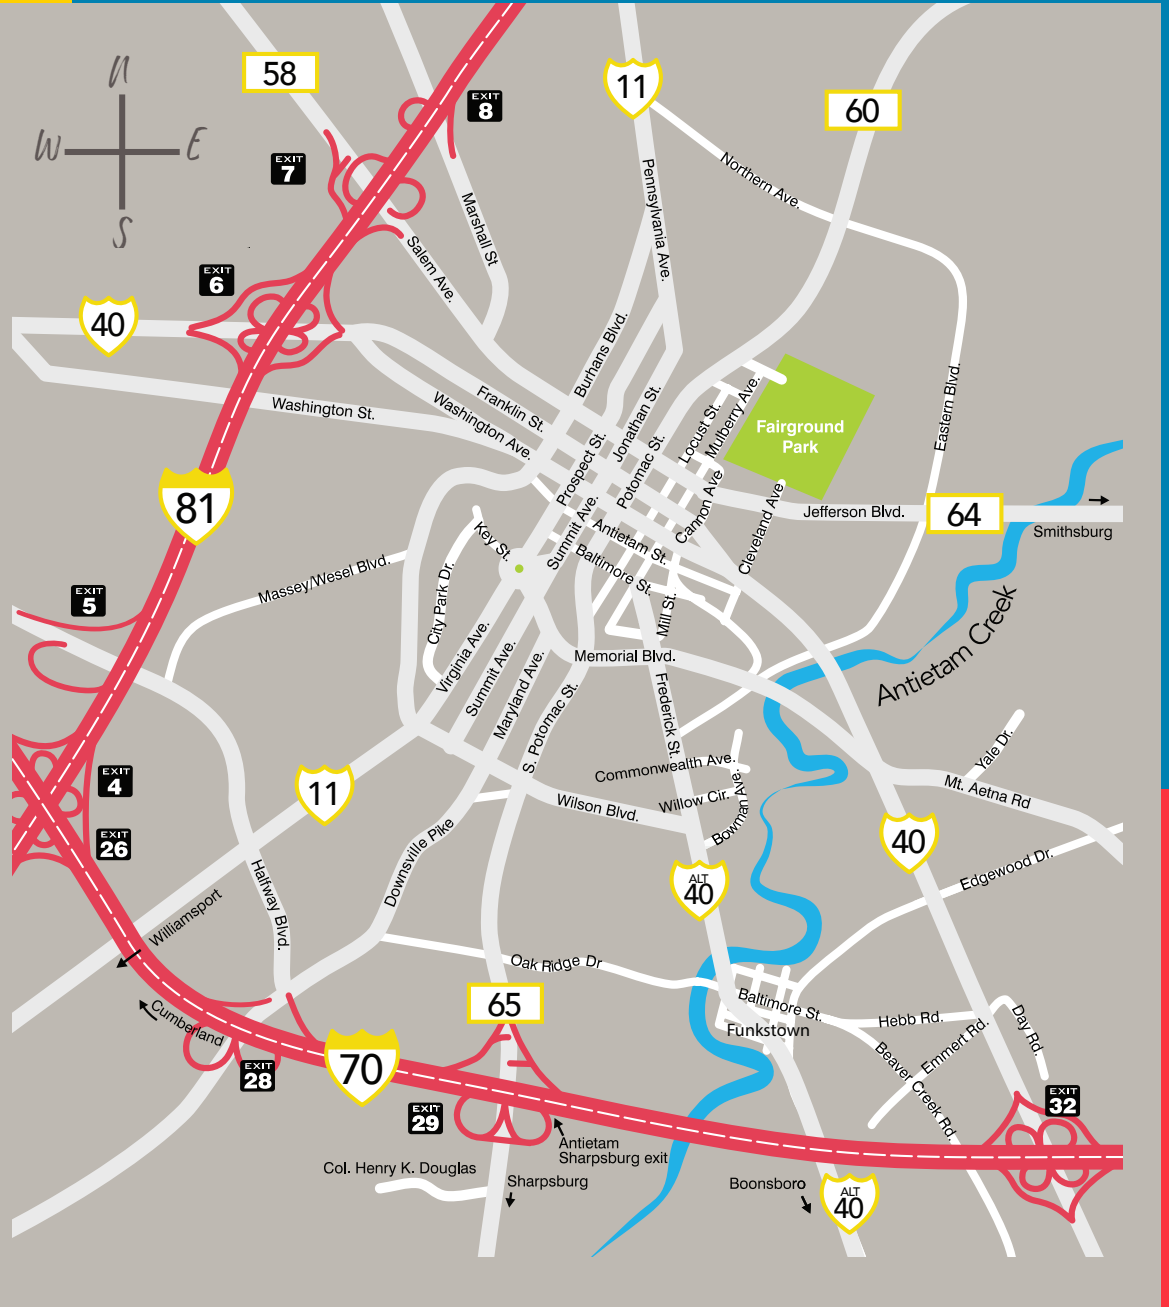 N
W E
S
58
EXIT
8
11
60
EXIT
7
Northern Ave.
Pennsylvania Ave.
Marshall St
Salem Ave.
EXIT
6
40
Burhans Blvd.
Washington St.
Franklin St.
Washington Ave.
Prospect St.
Jonathan St.
Potomac St.
Locust St.
Mulberry Ave.
Fairground
Park
Eastern Blvd.
81
Summit Ave.
Cannon Ave
Cleveland Ave
Jefferson Blvd.
64
Smithsburg
Key St.
Antietam St.
Baltimore St.
Massey/Wesel Blvd.
City Park Dr.
EXIT
5
Mill St.
Antietam Creek
Virginia Ave.
Summit Ave.
Maryland Ave.
S. Potomac St.
Memorial Blvd.
Frederick St.
Yale Dr.
Mt. Aetna Rd
Commonwealth Ave.
Willow Cir.
Bowman Ave.
EXIT
4
11
Wilson Blvd.
EXIT
26
Downsville Pike
40
Edgewood Dr.
ALT
40
Halfway Blvd.
Williamsport
Oak Ridge Dr
65
Baltimore St.
Funkstown
Hebb Rd.
Emmert Rd.
Day Rd.
Beaver Creek Rd.
Cumberland
70
EXIT
28
EXIT
29
EXIT
32
Antietam
Sharpsburg exit
Col. Henry K. Douglas
Sharpsburg
Boonsboro
ALT
40